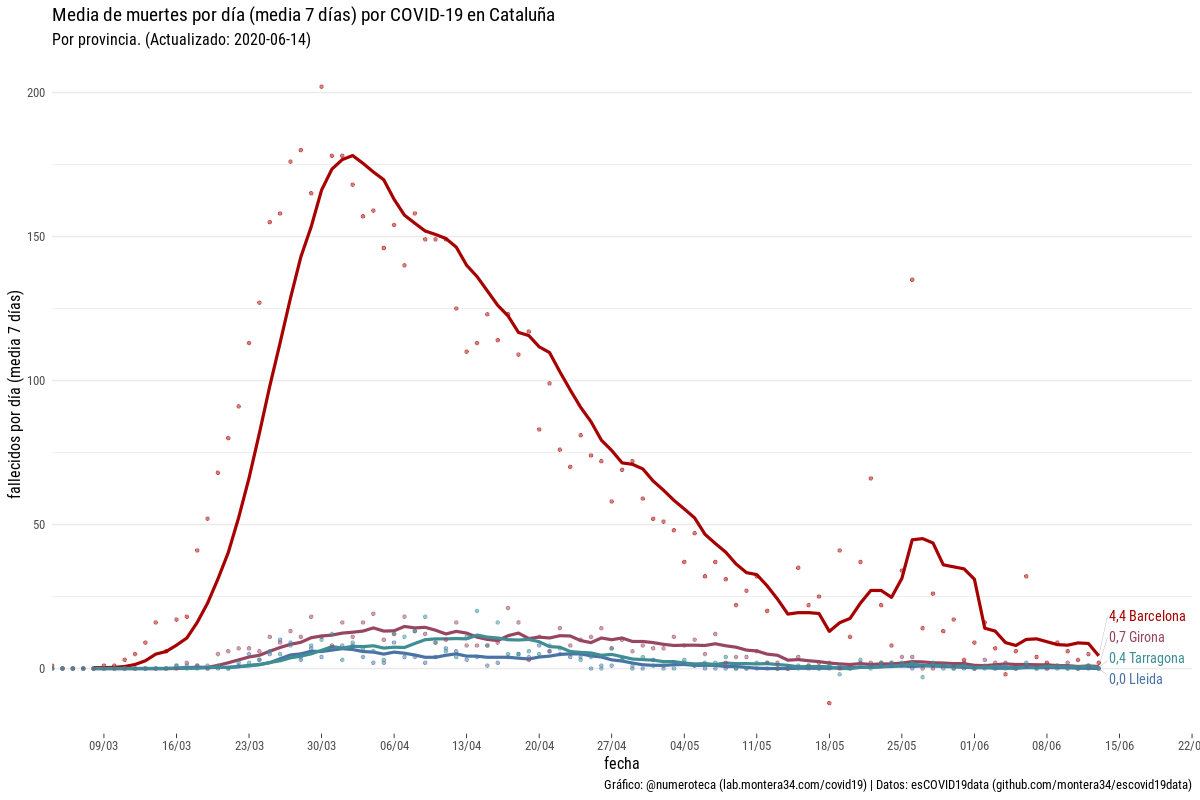 Media de muertes por día (media 7 días) por COVID-19 en Cataluña
Por provincia. (Actualizado: 2020-06-14)
fallecidos por día (media 7 días)
200
150
100
50
0
4,4 Barcelona
0,7 Girona
0,4 Tarragona
0,0 Lleida
09/03 16/03 23/03 30/03 06/04 13/04 20/04 27/04 04/05 11/05 18/05 25/05 01/06 08/06 15/06 22/0
fecha
Gráfico: @numeroteca (lab.montera34.com/covid19) | Datos: esCOVID19data (github.com/montera34/escovid19data)